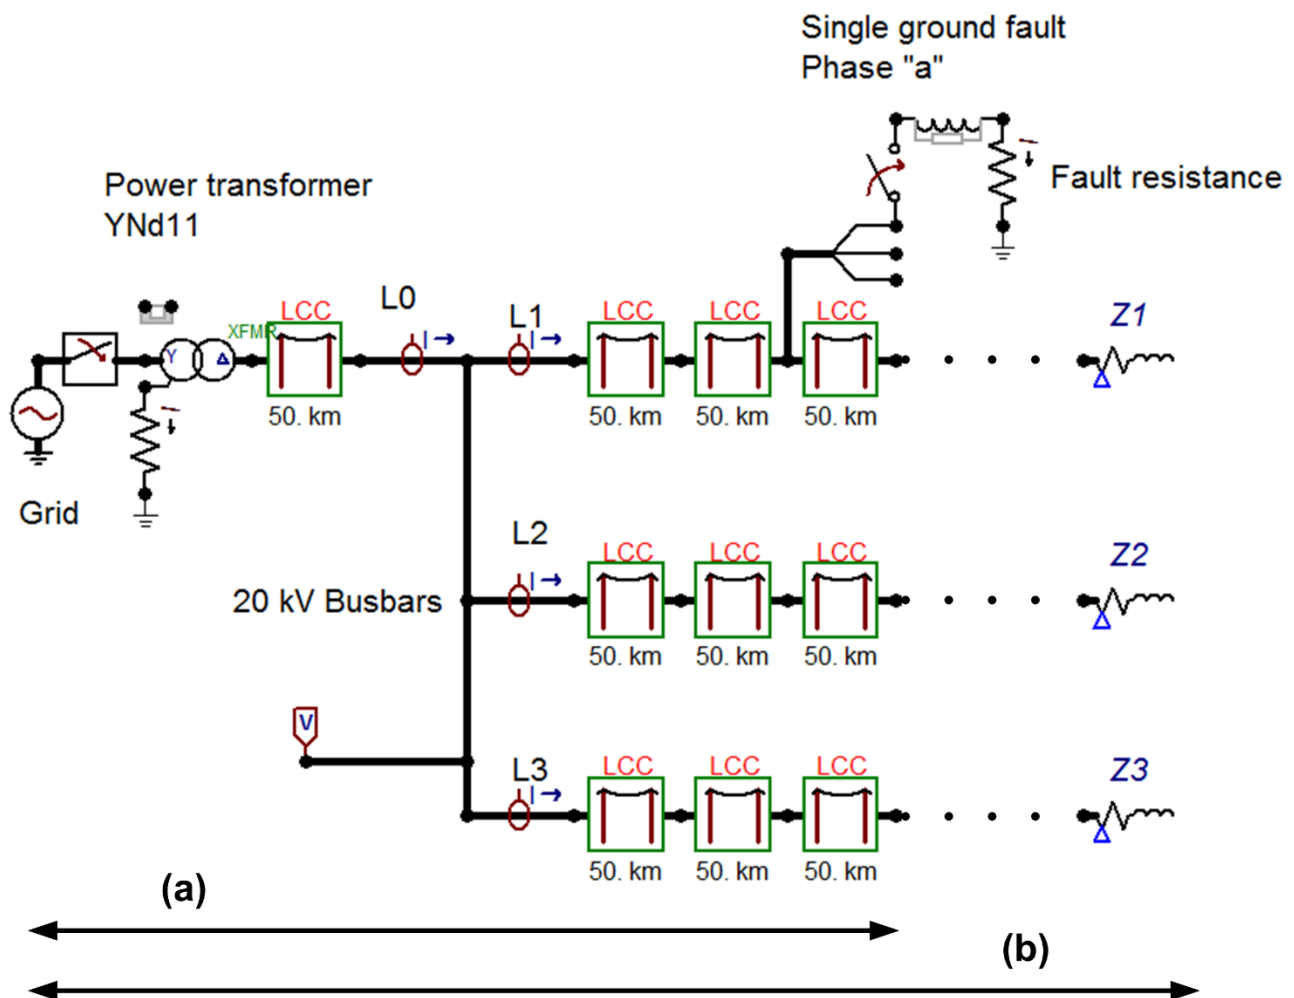 Single ground fault
Phase "a"
Fault resistance
Power transformer
YNd11
XFMR
Y
LCC
50. km
L0
I
L1
I
LCC
50. km
LCC
50. km
LCC
50. km
Z1
Grid
L2
I
LCC
50. km
LCC
50. km
LCC
50. km
Z2
20 kV Busbars
V
L3
I
LCC
50. km
LCC
50. km
LCC
50. km
Z3
(a)
(b)